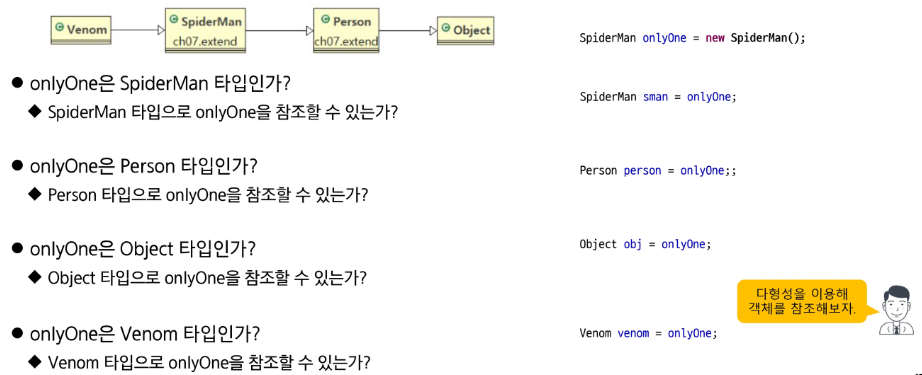 Venom
SpiderMan
ch07.extend
Person
ch07.extend
Object
SpiderMan onlyOne = new SpiderMan();
● onlyOne은 SpiderMan 타입인가?
◆ SpiderMan 타입으로 onlyOne을 참조할 수 있는가?
SpiderMan sman = onlyOne;
● onlyOne은 Person 타입인가?
◆ Person 타입으로 onlyOne을 참조할 수 있는가?
Person person = onlyOne;;
● onlyOne은 Object 타입인가?
◆ Object 타입으로 onlyOne을 참조할 수 있는가?
Object obj = onlyOne;
다형성을 이용해
객체를 참조해보자.
● onlyOne은 Venom 타입인가?
◆ Venom 타입으로 onlyOne을 참조할 수 있는가?
Venom venom = onlyOne;